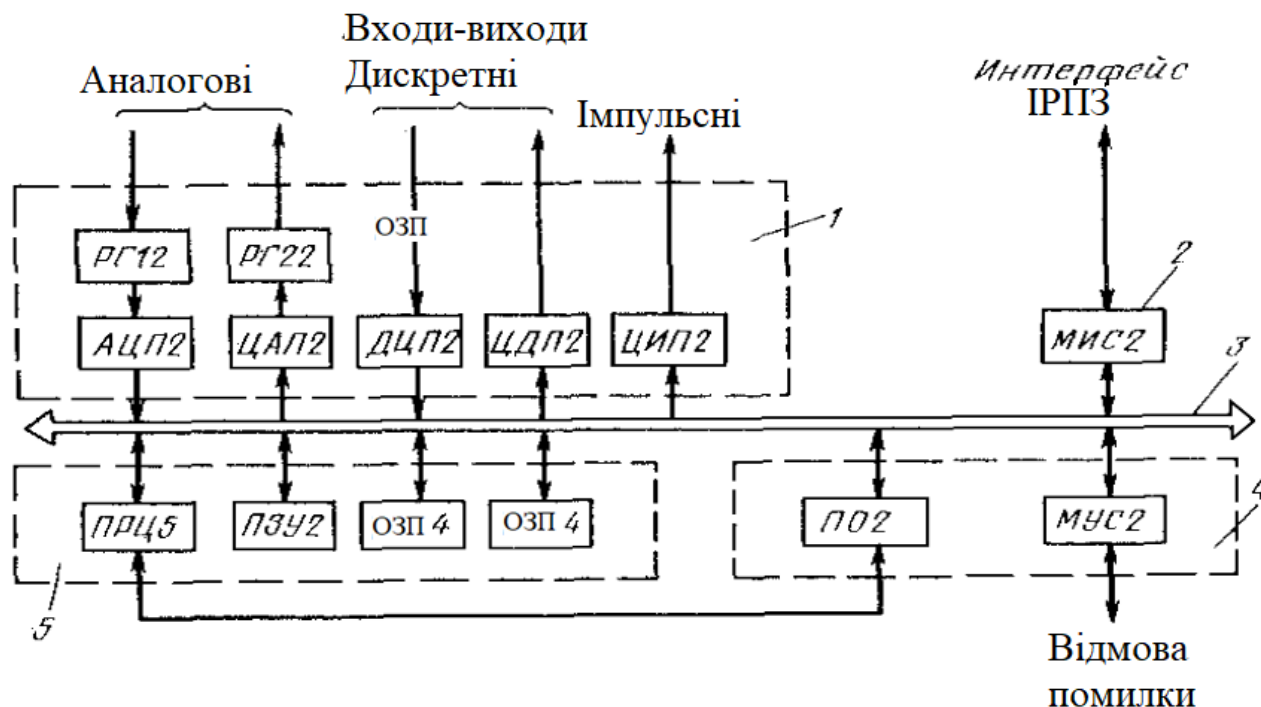 Входи-виходи
Аналогові
Дискретні
Імпульсні
Интерфейс
ІРПЗ
ОЗП
1
РГ12
РГ22
2
АЦП2
ЦАП2
ДЦП2
ЦДП2
ЦИП2
МИС2
3
ПРЦ5
ПЗУ2
ОЗП 4
ОЗП 4
ПО2
МУС2
4
5
Відмова
помилки